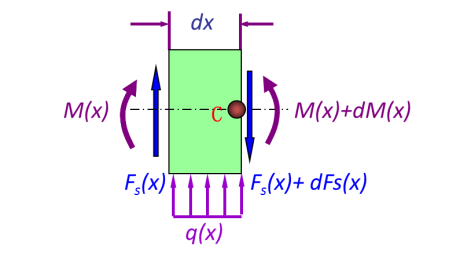 dx
M(x)
C
M(x)+dM(x)
Fₛ(x)
Fₛ(x)+ dFs(x)
q(x)